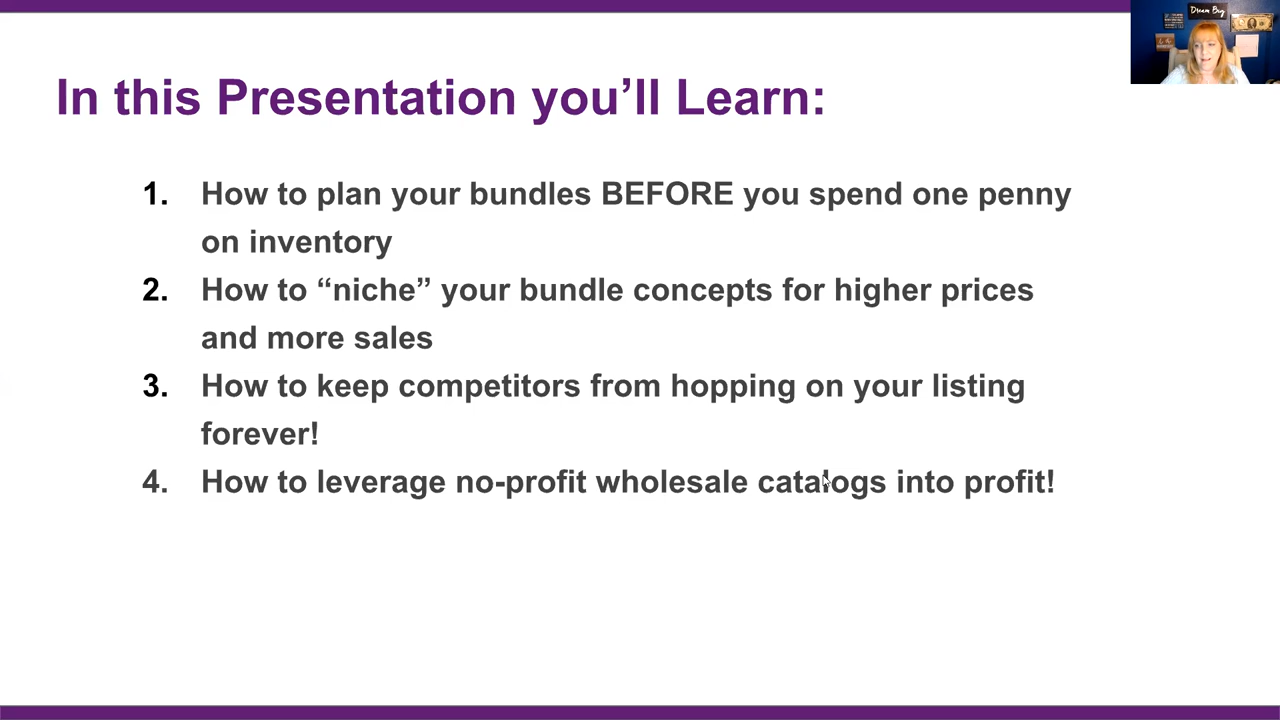 Dream Big
In this Presentation you’ll Learn:
1. How to plan your bundles BEFORE you spend one penny
on inventory
2. How to “niche” your bundle concepts for higher prices
and more sales
3. How to keep competitors from hopping on your listing
forever!
4. How to leverage no-profit wholesale catalogs into profit!